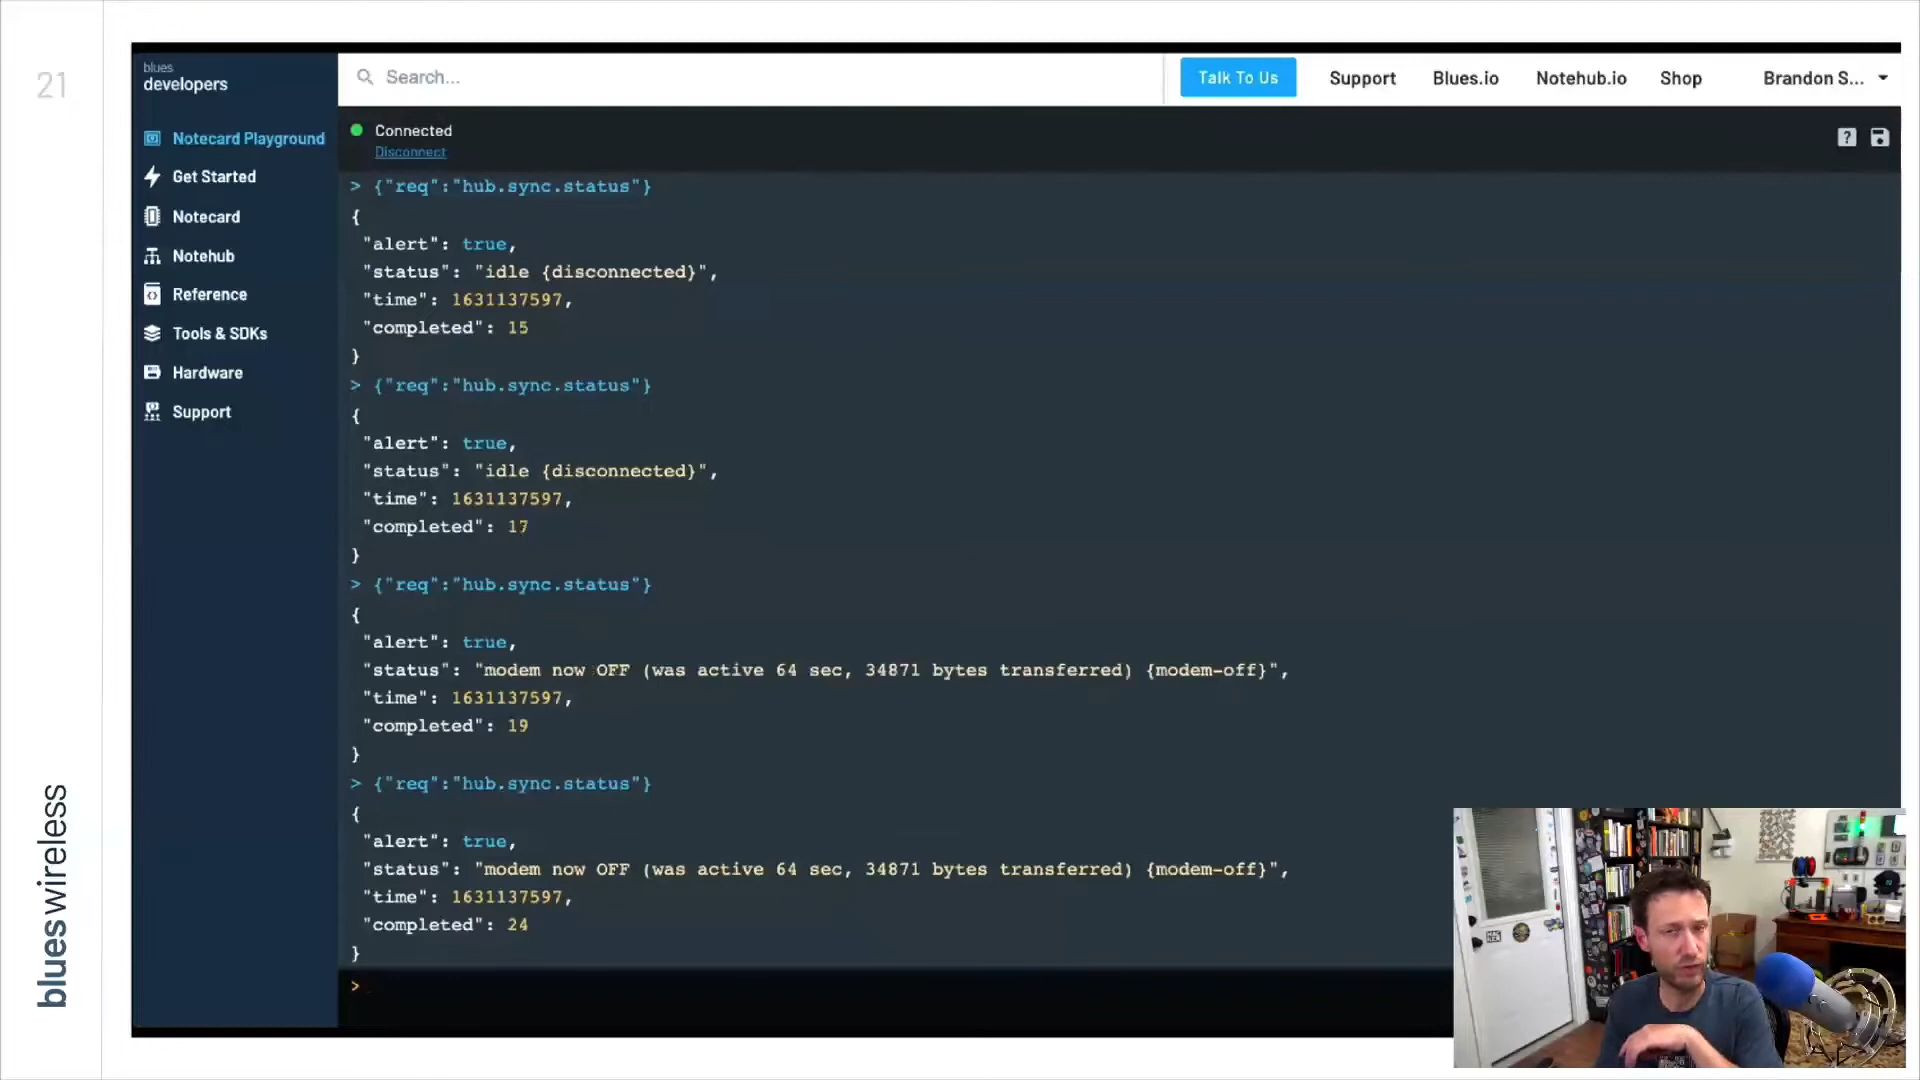 21
blues
developers
Search...
Talk To Us
Support
Blues.io
Notehub.io
Shop
Brandon S...
Notecard Playground
Get Started
Notecard
Notehub
Reference
Tools & SDKs
Hardware
Support
Connected
Disconnect
> {"req":"hub.sync.status"}
{
"alert": true,
"status": "idle {disconnected}",
"time": 1631137597,
"completed": 15
}
> {"req":"hub.sync.status"}
{
"alert": true,
"status": "idle {disconnected}",
"time": 1631137597,
"completed": 17
}
> {"req":"hub.sync.status"}
{
"alert": true,
"status": "modem now OFF (was active 64 sec, 34871 bytes transferred) {modem-off}",
"time": 1631137597,
"completed": 19
}
> {"req":"hub.sync.status"}
{
"alert": true,
"status": "modem now OFF (was active 64 sec, 34871 bytes transferred) {modem-off}",
"time": 1631137597,
"completed": 24
}
>
blues wireless